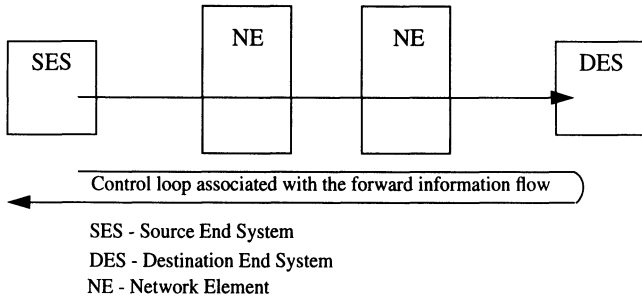 SES
NE
NE
DES
Control loop associated with the forward information flow
SES - Source End System
DES - Destination End System
NE - Network Element